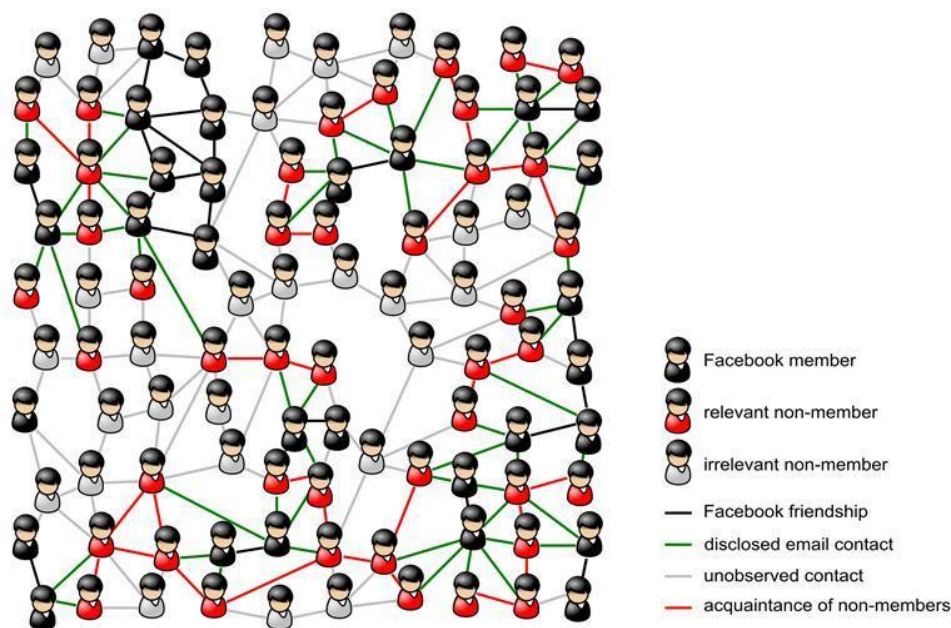 Facebook member
relevant non-member
irrelevant non-member
Facebook friendship
disclosed email contact
unobserved contact
acquaintance of non-members